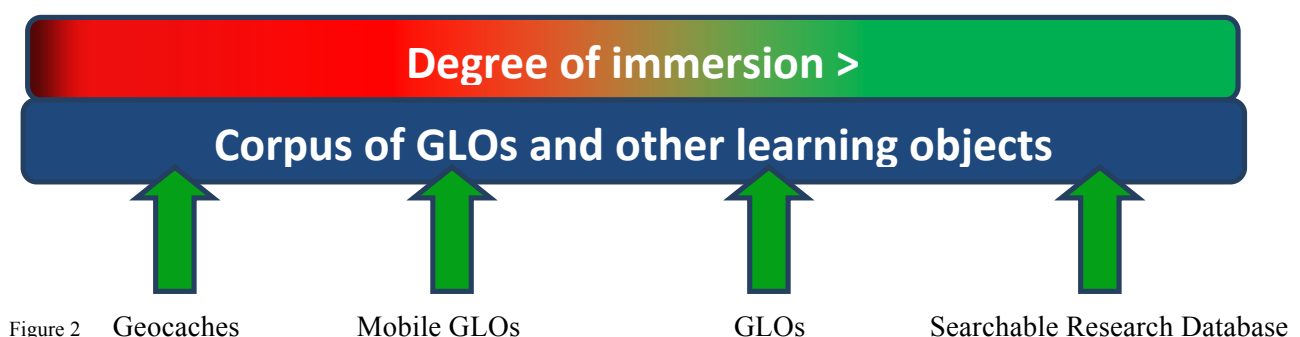 Degree of immersion >
Corpus of GLOs and other learning objects
Figure 2 Geocaches Mobile GLOs GLOs Searchable Research Database